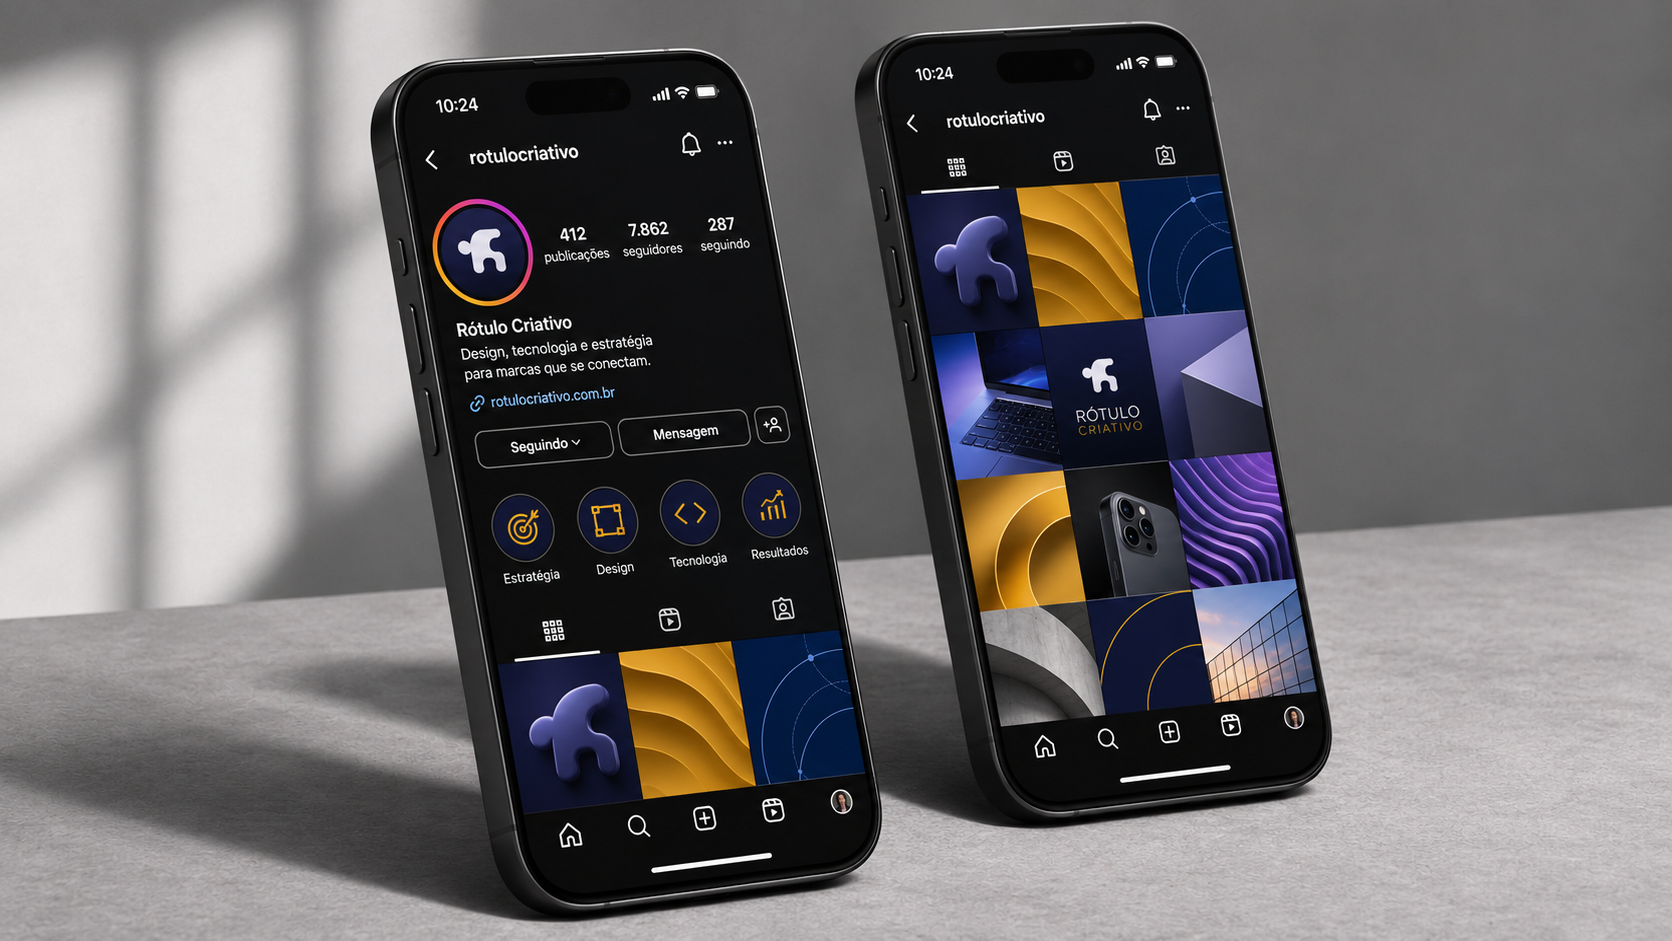 10:24
rotulocriativo
412
publicações
7.862
seguidores
287
seguindo
Rótulo Criativo
Design, tecnologia e estratégia
para marcas que se conectam.
rotulocriativo.com.br
Seguindo
Mensagem
Estratégia
Design
Tecnologia
Resultados
10:24
rotulocriativo
RÓTULO
CRIATIVO